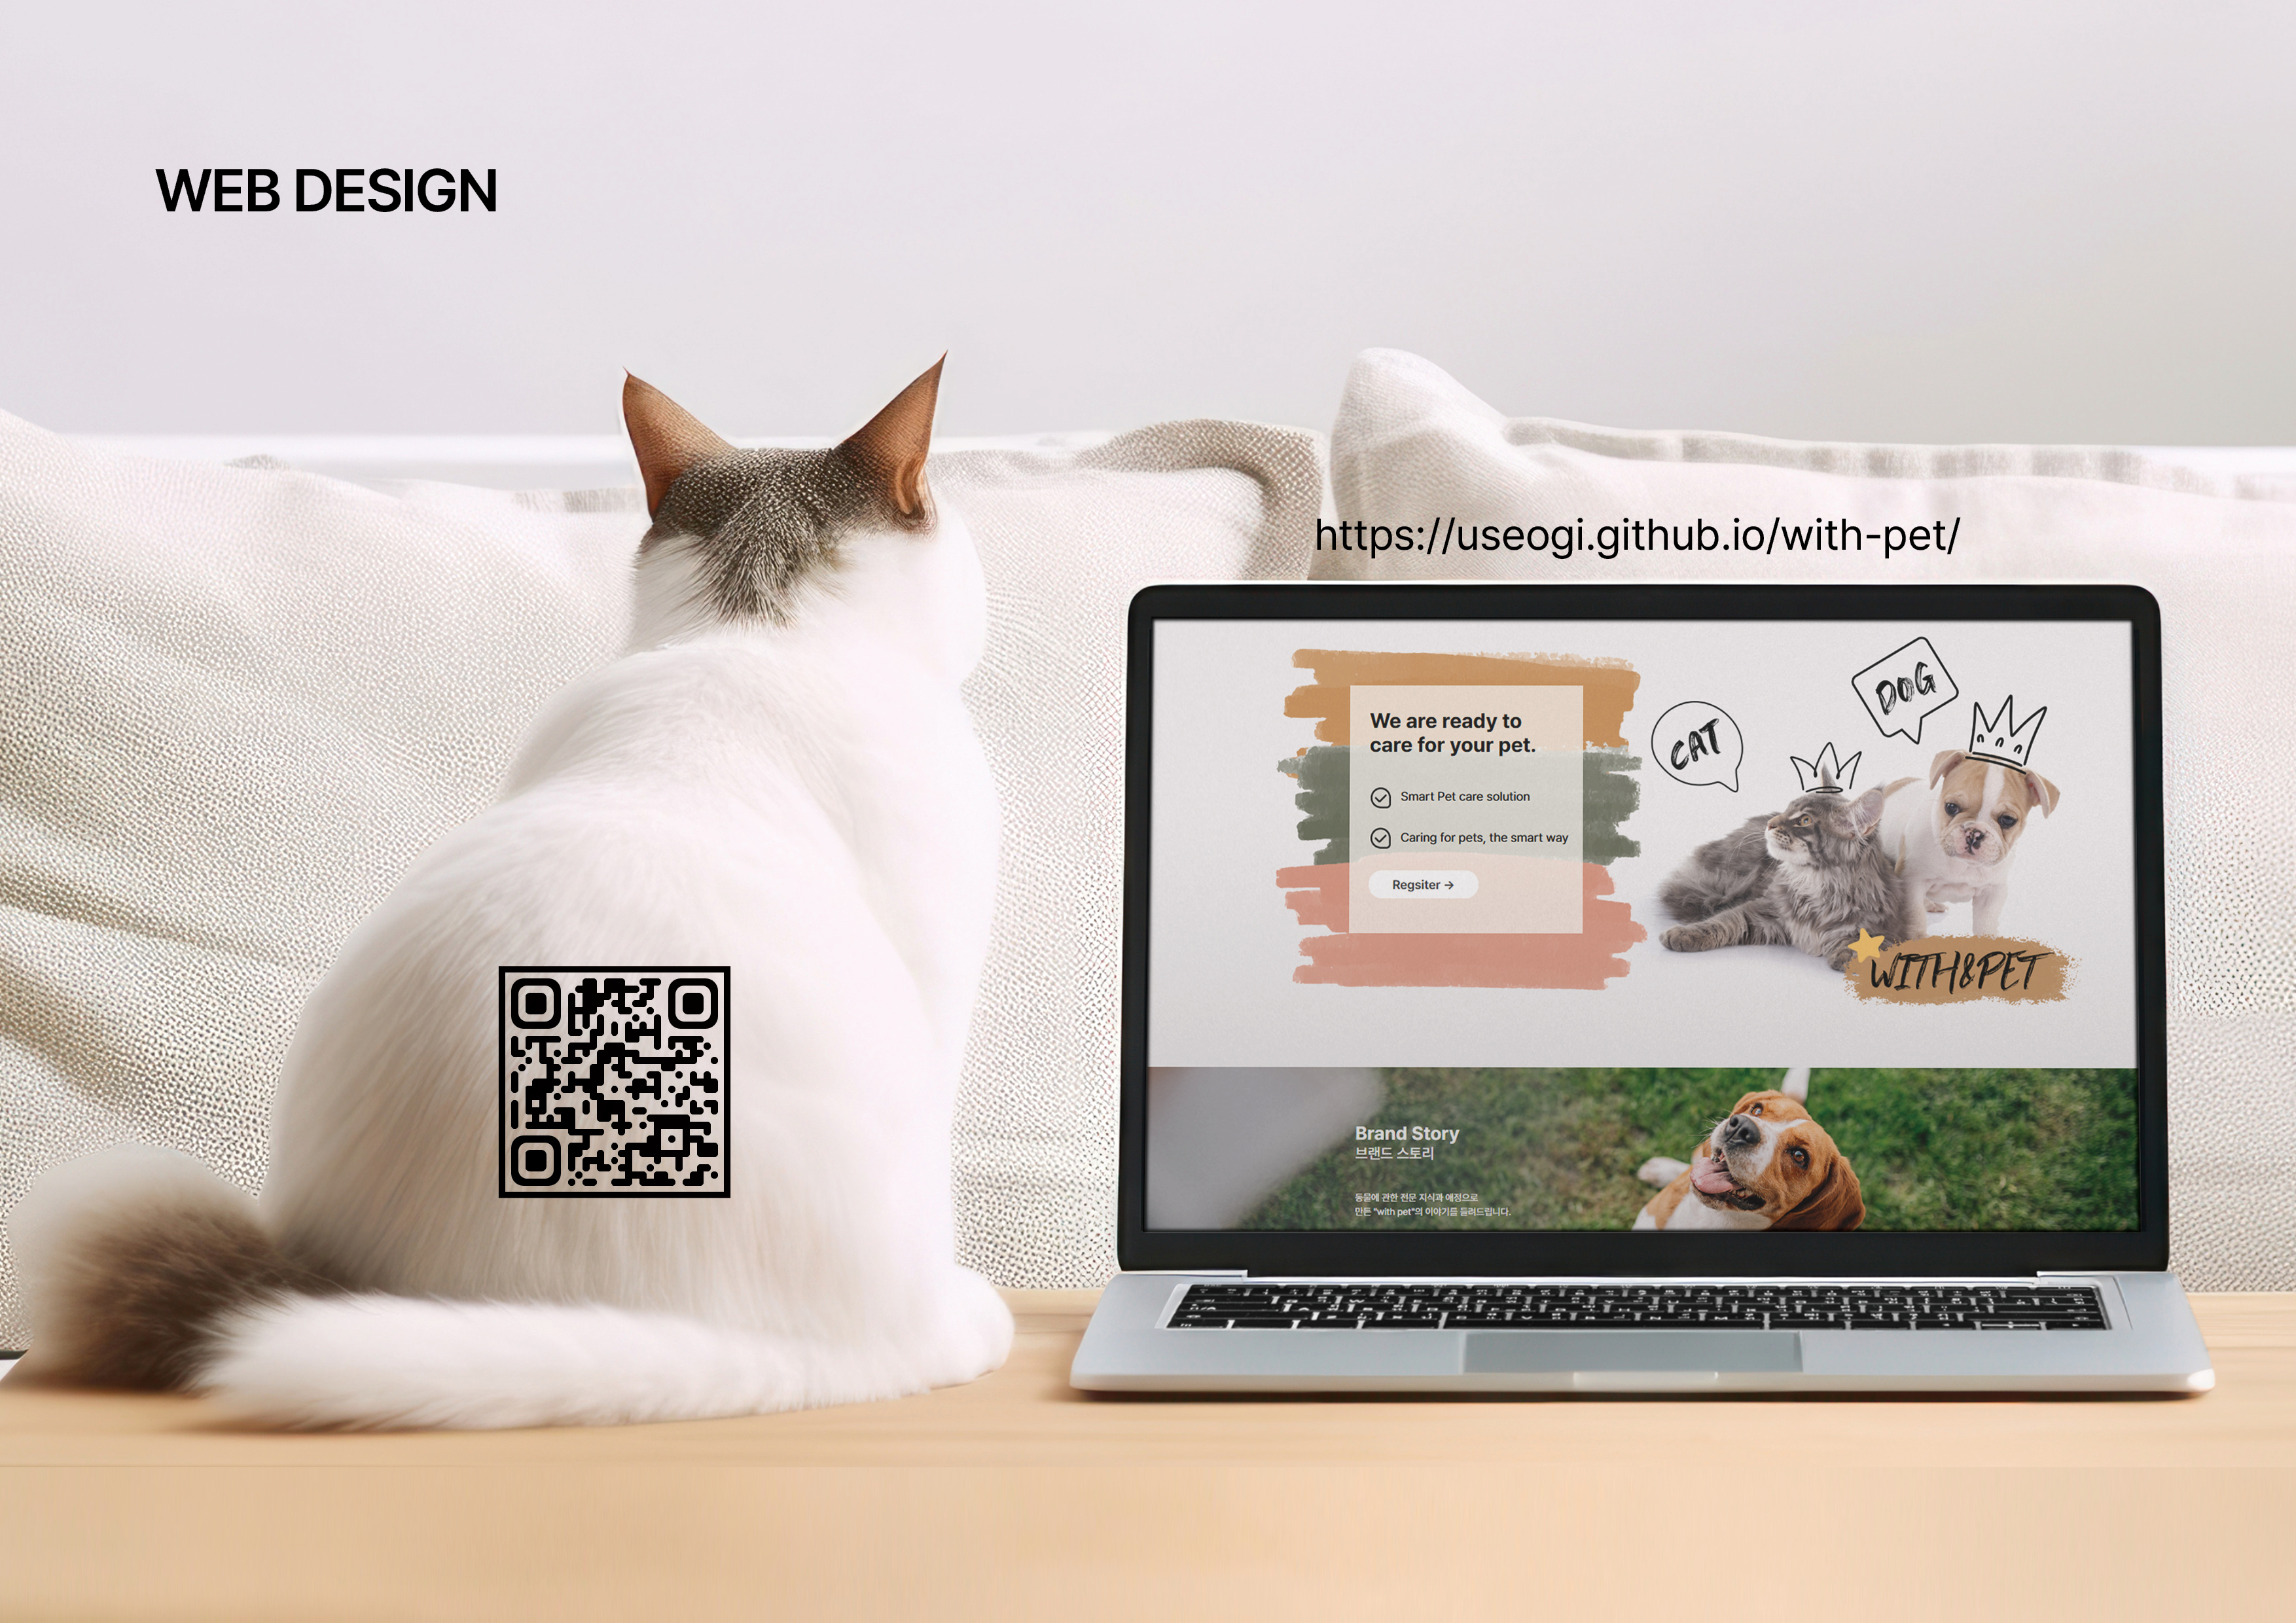 WEB DESIGN
https://useogi.github.io/with-pet/
We are ready to
care for your pet.
Smart Pet care solution
Caring for pets, the smart way
Regsiter →
CAT
DOG
WITH&PET
Brand Story
브랜드 스토리
동물에 관한 전문 지식과 애정으로
만든 "with pet"의 이야기를 들려드립니다.